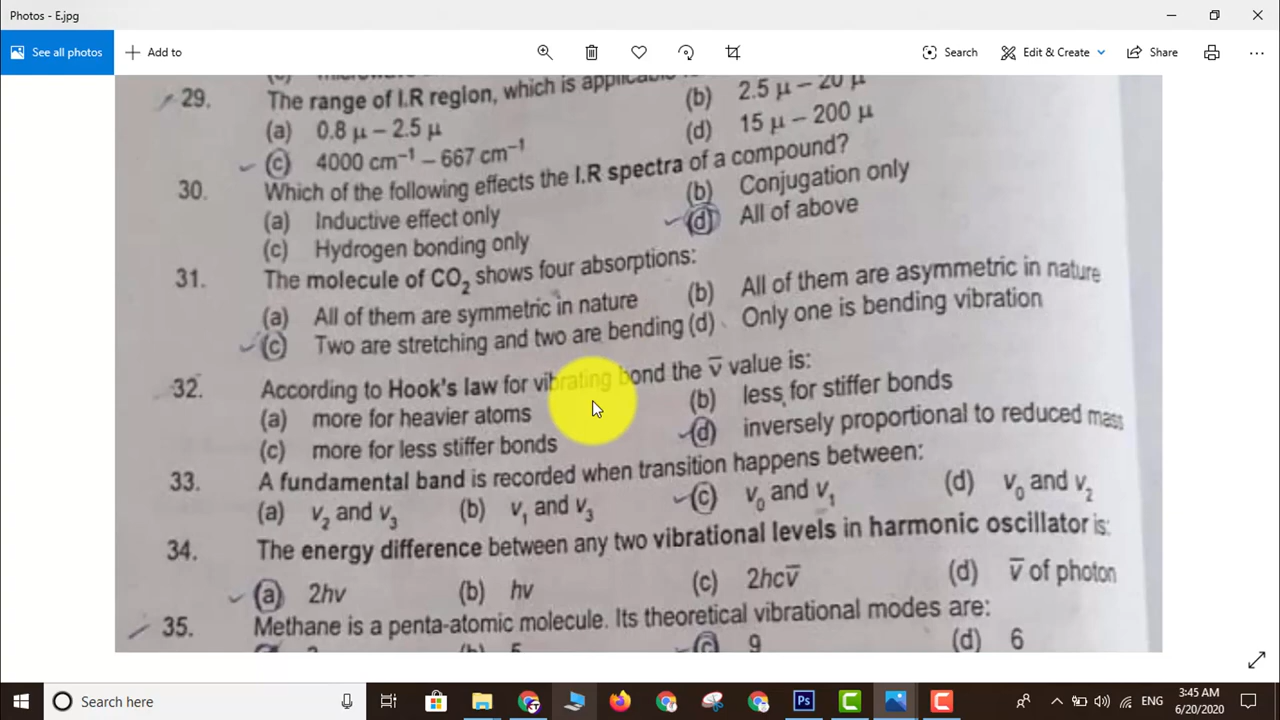 Photos - E.jpg
See all photos
Add to
Search
Edit & Create
Share
29. The range of I.R region, which is applicable
(a) 0.8 μ – 2.5 μ (b) 2.5 μ – 20 μ
(c) 4000 cm⁻¹ – 667 cm⁻¹ (d) 15 μ – 200 μ
30. Which of the following effects the I.R spectra of a compound?
(a) Inductive effect only (b) Conjugation only
(c) Hydrogen bonding only (d) All of above
31. The molecule of CO₂ shows four absorptions:
(a) All of them are symmetric in nature (b) All of them are asymmetric in nature
(c) Two are stretching and two are bending (d) Only one is bending vibration
32. According to Hook's law for vibrating bond the v̅ value is:
(a) more for heavier atoms (b) less for stiffer bonds
(c) more for less stiffer bonds (d) inversely proportional to reduced mass
33. A fundamental band is recorded when transition happens between:
(a) v₂ and v₃ (b) v₁ and v₃ (c) v₀ and v₁ (d) v₀ and v₂
34. The energy difference between any two vibrational levels in harmonic oscillator is:
(a) 2hv (b) hv (c) 2hcv̅ (d) v̅ of photon
35. Methane is a penta-atomic molecule. Its theoretical vibrational modes are:
(c) 9 (d) 6
Search here
ENG
3:45 AM
6/20/2020